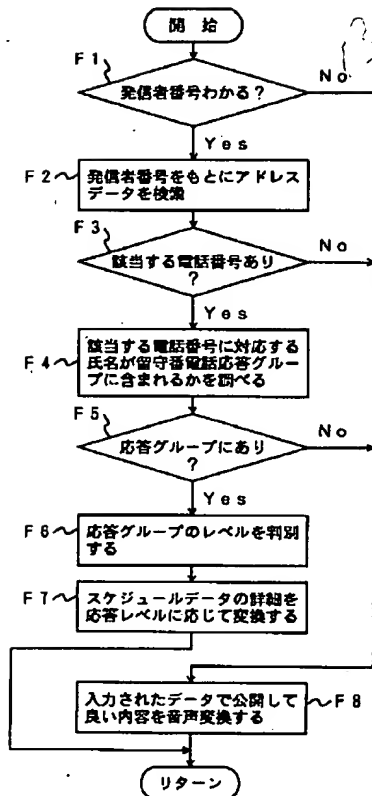 開始
F1
発信者番号わかる?
No
Yes
F2
発信者番号をもとにアドレス
データを検索
F3
該当する電話番号あり
?
No
Yes
F4
該当する電話番号に対応する
氏名が留守番電話応答グルー
プに含まれるかを調べる
F5
応答グループにあり
?
No
Yes
F6
応答グループのレベルを判別
する
F7
スケジュールデータの詳細を
応答レベルに応じて変換する
入力されたデータで公開して
良い内容を音声変換する
F8
リターン